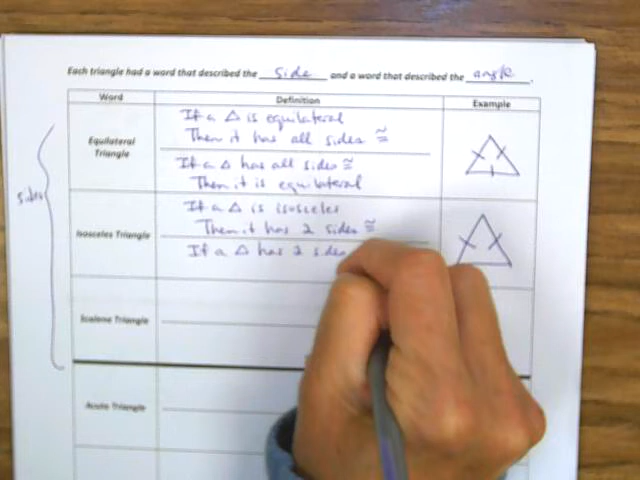 Each triangle had a word that described the side and a word that described the angle.
Word Definition Example
Equilateral
Triangle
If a △ is equilateral
Then it has all sides ≅
If a △ has all sides ≅
Then it is equilateral
sides
Isosceles Triangle
If a △ is isosceles
Then it has 2 sides ≅
If a △ has 2 sides
Scalene Triangle
Acute Triangle